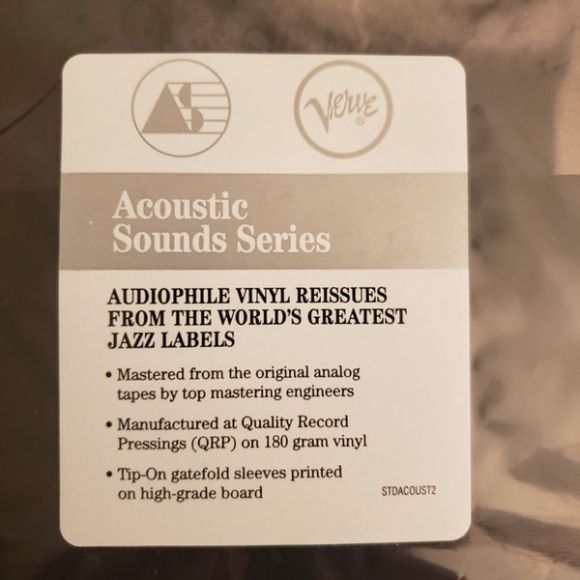 AS
Verve®
Acoustic
Sounds Series
AUDIOPHILE VINYL REISSUES
FROM THE WORLD'S GREATEST
JAZZ LABELS
• Mastered from the original analog
tapes by top mastering engineers
• Manufactured at Quality Record
Pressings (QRP) on 180 gram vinyl
• Tip-On gatefold sleeves printed
on high-grade board
STDACOUST2